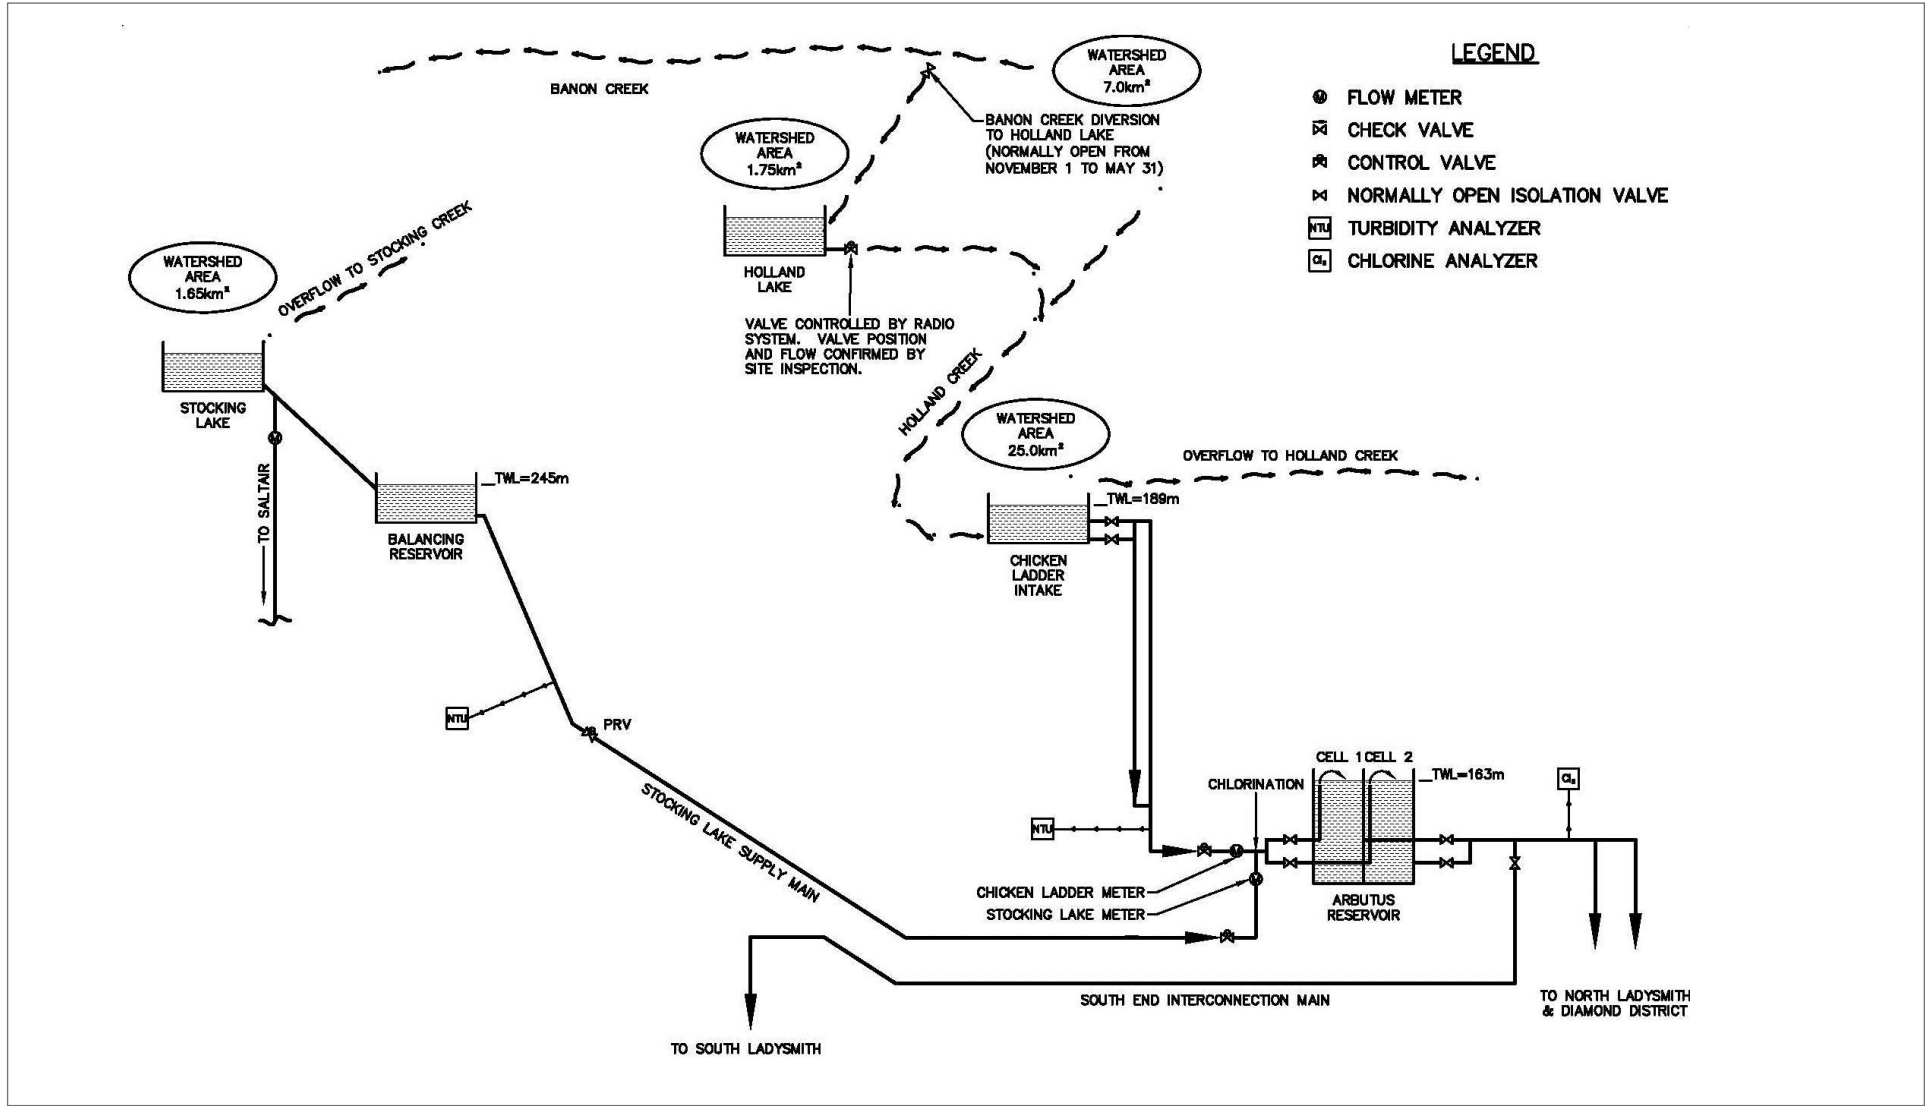 LEGEND
M FLOW METER
CHECK VALVE
CONTROL VALVE
NORMALLY OPEN ISOLATION VALVE
NTU TURBIDITY ANALYZER
Cl₂ CHLORINE ANALYZER
WATERSHED
AREA
7.0km²
BANON CREEK
BANON CREEK DIVERSION
TO HOLLAND LAKE
(NORMALLY OPEN FROM
NOVEMBER 1 TO MAY 31)
WATERSHED
AREA
1.75km²
HOLLAND
LAKE
VALVE CONTROLLED BY RADIO
SYSTEM. VALVE POSITION
AND FLOW CONFIRMED BY
SITE INSPECTION.
OVERFLOW TO STOCKING CREEK
WATERSHED
AREA
1.65km²
STOCKING
LAKE
M
TO SALTAIR
TWL=245m
BALANCING
RESERVOIR
HOLLAND CREEK
WATERSHED
AREA
25.0km²
OVERFLOW TO HOLLAND CREEK
TWL=189m
CHICKEN
LADDER
INTAKE
NTU
PRV
STOCKING LAKE SUPPLY MAIN
NTU
CHLORINATION
CELL 1 CELL 2
TWL=163m
Cl₂
M
M
CHICKEN LADDER METER
STOCKING LAKE METER
ARBUTUS
RESERVOIR
SOUTH END INTERCONNECTION MAIN
TO SOUTH LADYSMITH
TO NORTH LADYSMITH
& DIAMOND DISTRICT